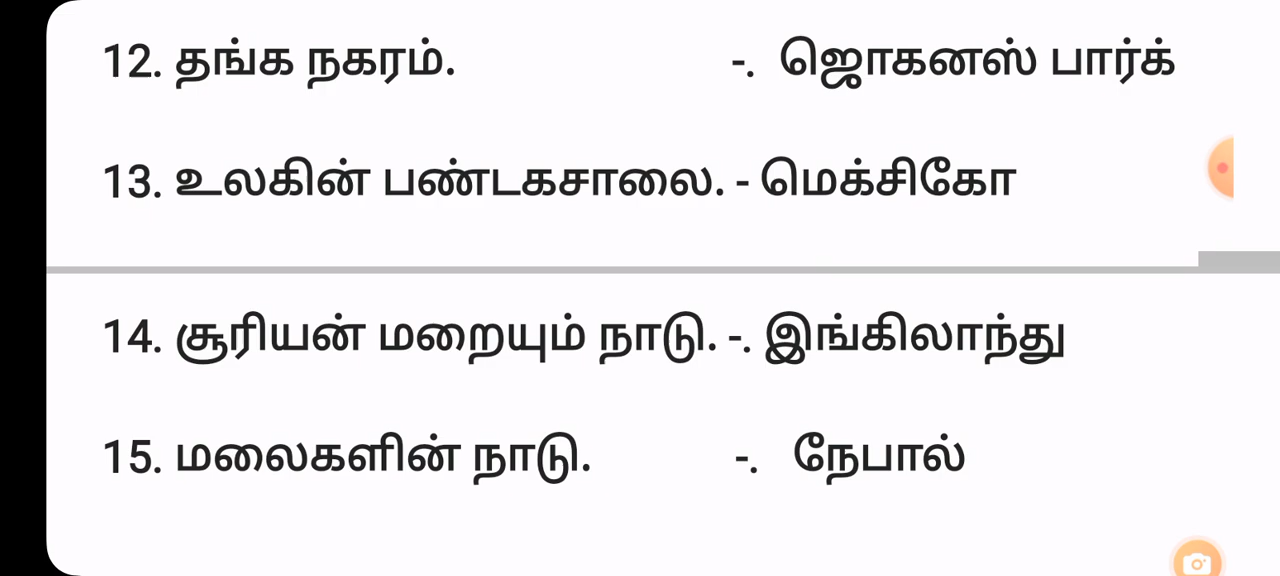 12. தங்க நகரம். -. ஜொகனஸ் பார்க்
13. உலகின் பண்டகசாலை. - மெக்சிகோ
14. சூரியன் மறையும் நாடு. -. இங்கிலாந்து
15. மலைகளின் நாடு. -. நேபால்